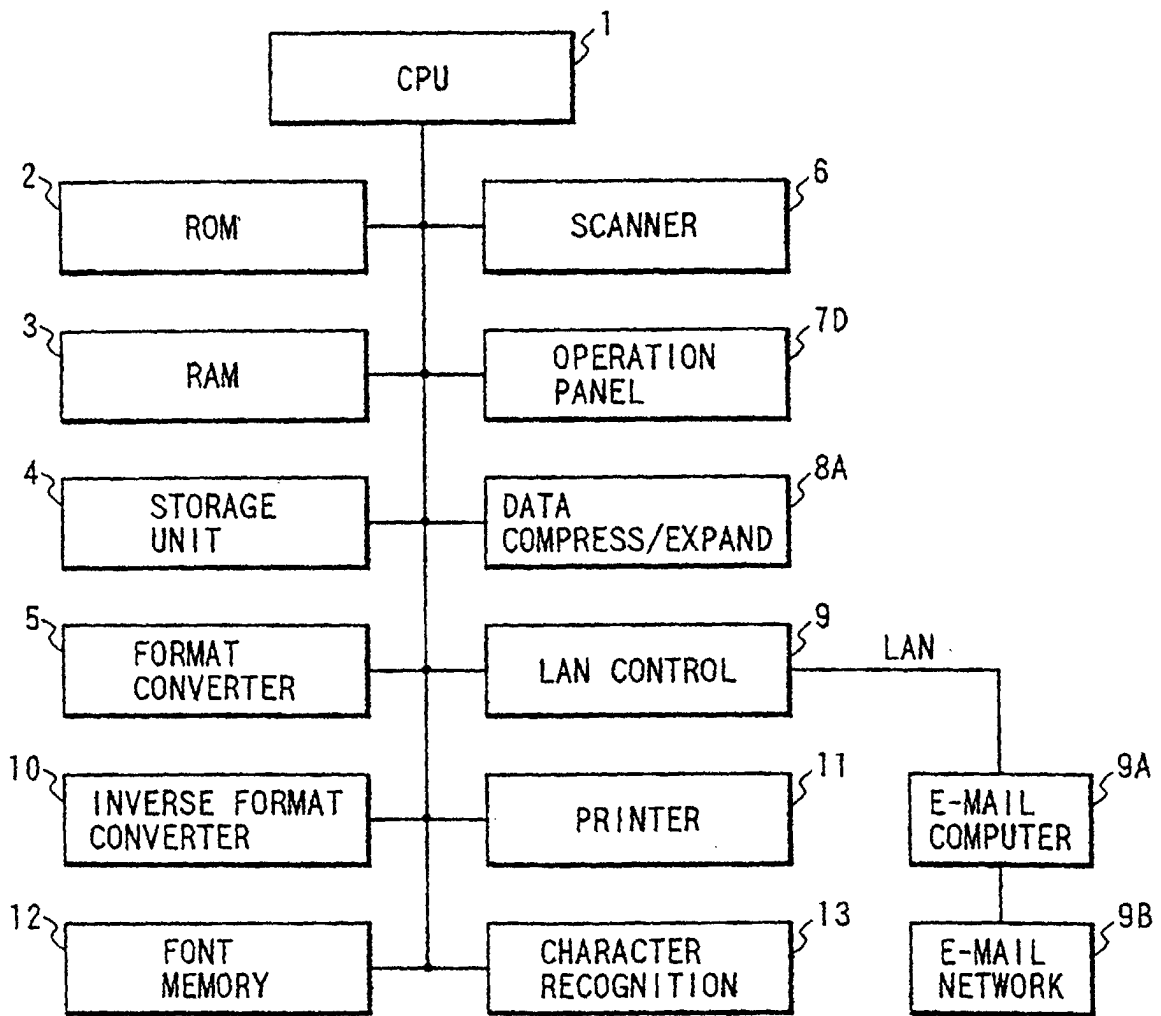 1
CPU
2
ROM
6
SCANNER
3
RAM
7D
OPERATION
PANEL
4
STORAGE
UNIT
8A
DATA
COMPRESS/EXPAND
5
FORMAT
CONVERTER
9
LAN CONTROL
LAN
10
INVERSE FORMAT
CONVERTER
11
PRINTER
9A
E-MAIL
COMPUTER
12
FONT
MEMORY
13
CHARACTER
RECOGNITION
9B
E-MAIL
NETWORK